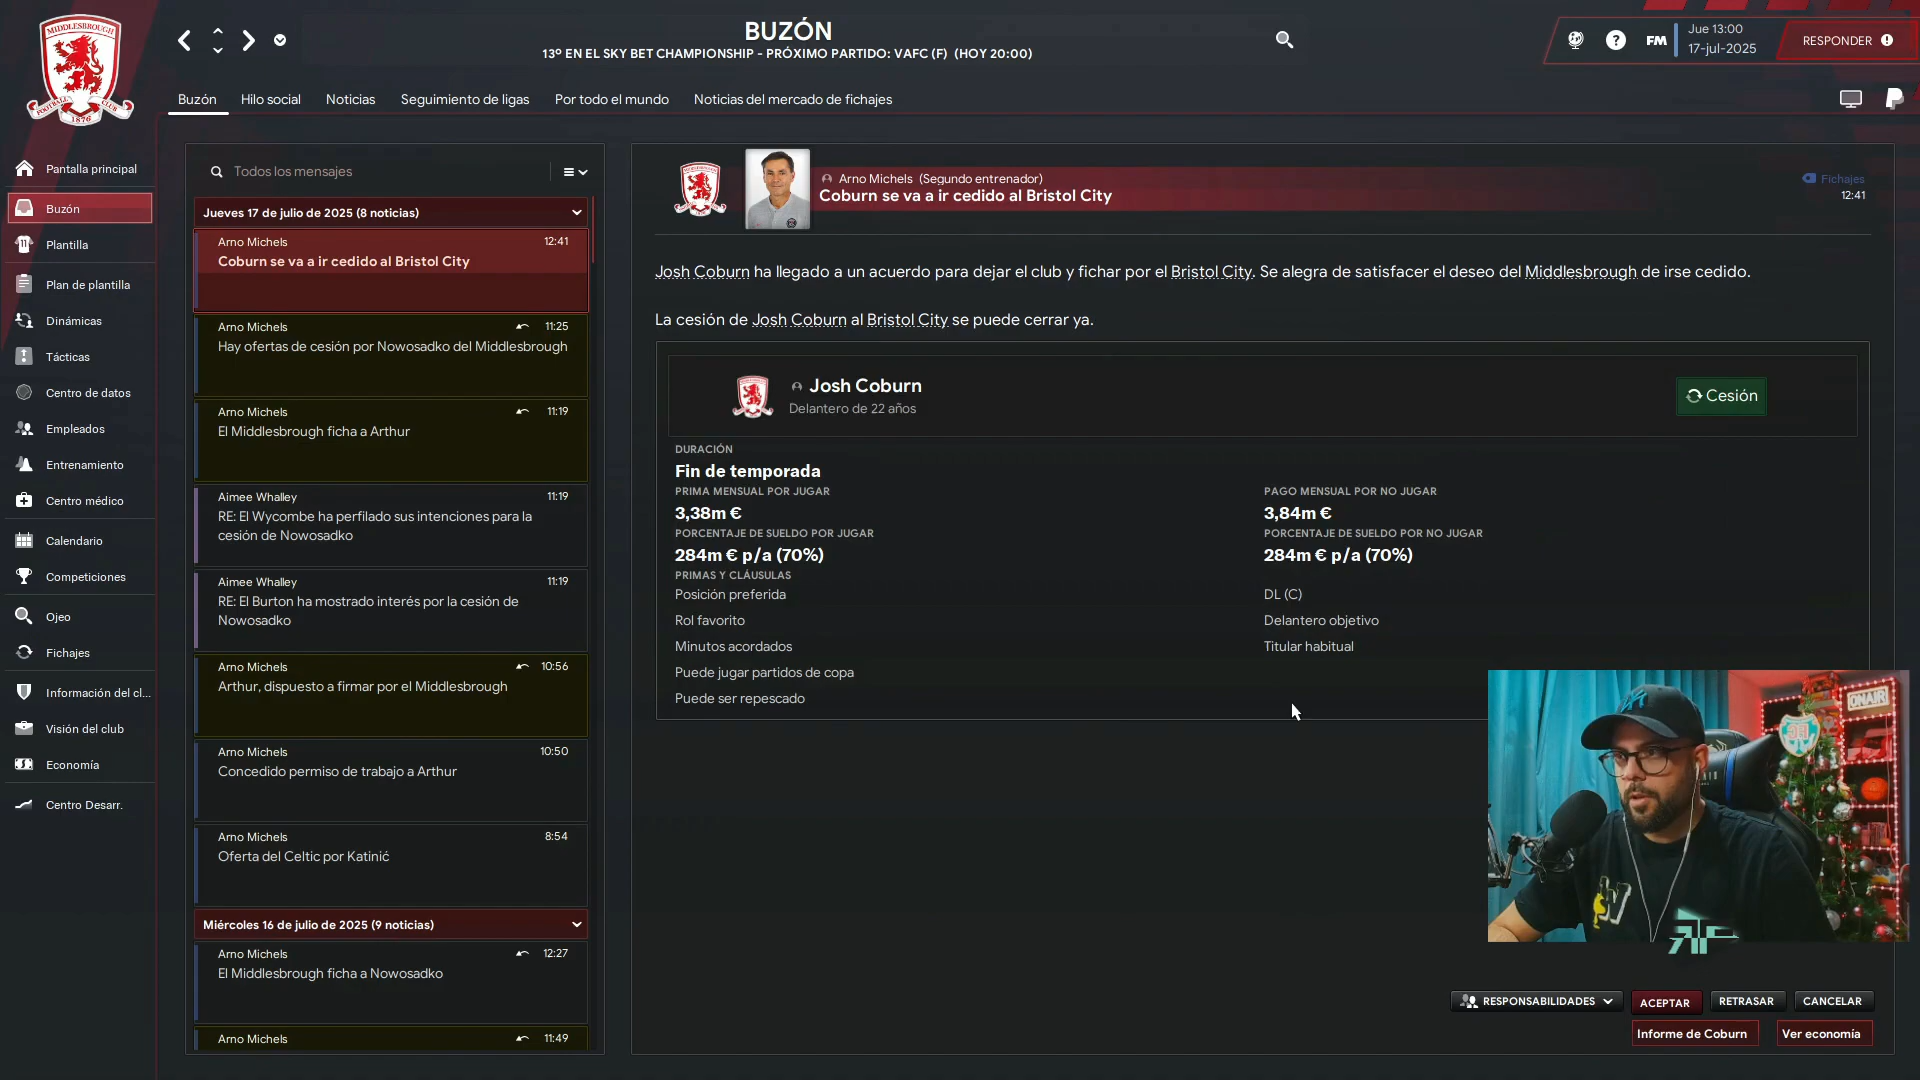 MIDDLESBROUGH
FOOTBALL CLUB
1876
BUZÓN
13º EN EL SKY BET CHAMPIONSHIP - PRÓXIMO PARTIDO: VAFC (F) (HOY 20:00)
FM
Jue 13:00
17-jul-2025
RESPONDER
Buzón
Hilo social
Noticias
Seguimiento de ligas
Por todo el mundo
Noticias del mercado de fichajes
Pantalla principal
Buzón
Plantilla
Plan de plantilla
Dinámicas
Tácticas
Centro de datos
Empleados
Entrenamiento
Centro médico
Calendario
Competiciones
Ojeo
Fichajes
Información del cl...
Visión del club
Economía
Centro Desarr.
Todos los mensajes
Jueves 17 de julio de 2025 (8 noticias)
Arno Michels 12:41
Coburn se va a ir cedido al Bristol City
Arno Michels 11:25
Hay ofertas de cesión por Nowosadko del Middlesbrough
Arno Michels 11:19
El Middlesbrough ficha a Arthur
Aimee Whalley 11:19
RE: El Wycombe ha perfilado sus intenciones para la
cesión de Nowosadko
Aimee Whalley 11:19
RE: El Burton ha mostrado interés por la cesión de
Nowosadko
Arno Michels 10:56
Arthur, dispuesto a firmar por el Middlesbrough
Arno Michels 10:50
Concedido permiso de trabajo a Arthur
Arno Michels 8:54
Oferta del Celtic por Katinić
Miércoles 16 de julio de 2025 (9 noticias)
Arno Michels 12:27
El Middlesbrough ficha a Nowosadko
Arno Michels 11:49
Arno Michels (Segundo entrenador)
Coburn se va a ir cedido al Bristol City
Fichajes
12:41
Josh Coburn ha llegado a un acuerdo para dejar el club y fichar por el Bristol City. Se alegra de satisfacer el deseo del Middlesbrough de irse cedido.
La cesión de Josh Coburn al Bristol City se puede cerrar ya.
Josh Coburn
Delantero de 22 años
Cesión
DURACIÓN
Fin de temporada
PRIMA MENSUAL POR JUGAR
3,38m €
PAGO MENSUAL POR NO JUGAR
3,84m €
PORCENTAJE DE SUELDO POR JUGAR
284m € p/a (70%)
PORCENTAJE DE SUELDO POR NO JUGAR
284m € p/a (70%)
PRIMAS Y CLÁUSULAS
Posición preferida DL (C)
Rol favorito Delantero objetivo
Minutos acordados Titular habitual
Puede jugar partidos de copa
Puede ser repescado
ON AIR
RESPONSABILIDADES
ACEPTAR
RETRASAR
CANCELAR
Informe de Coburn
Ver economía